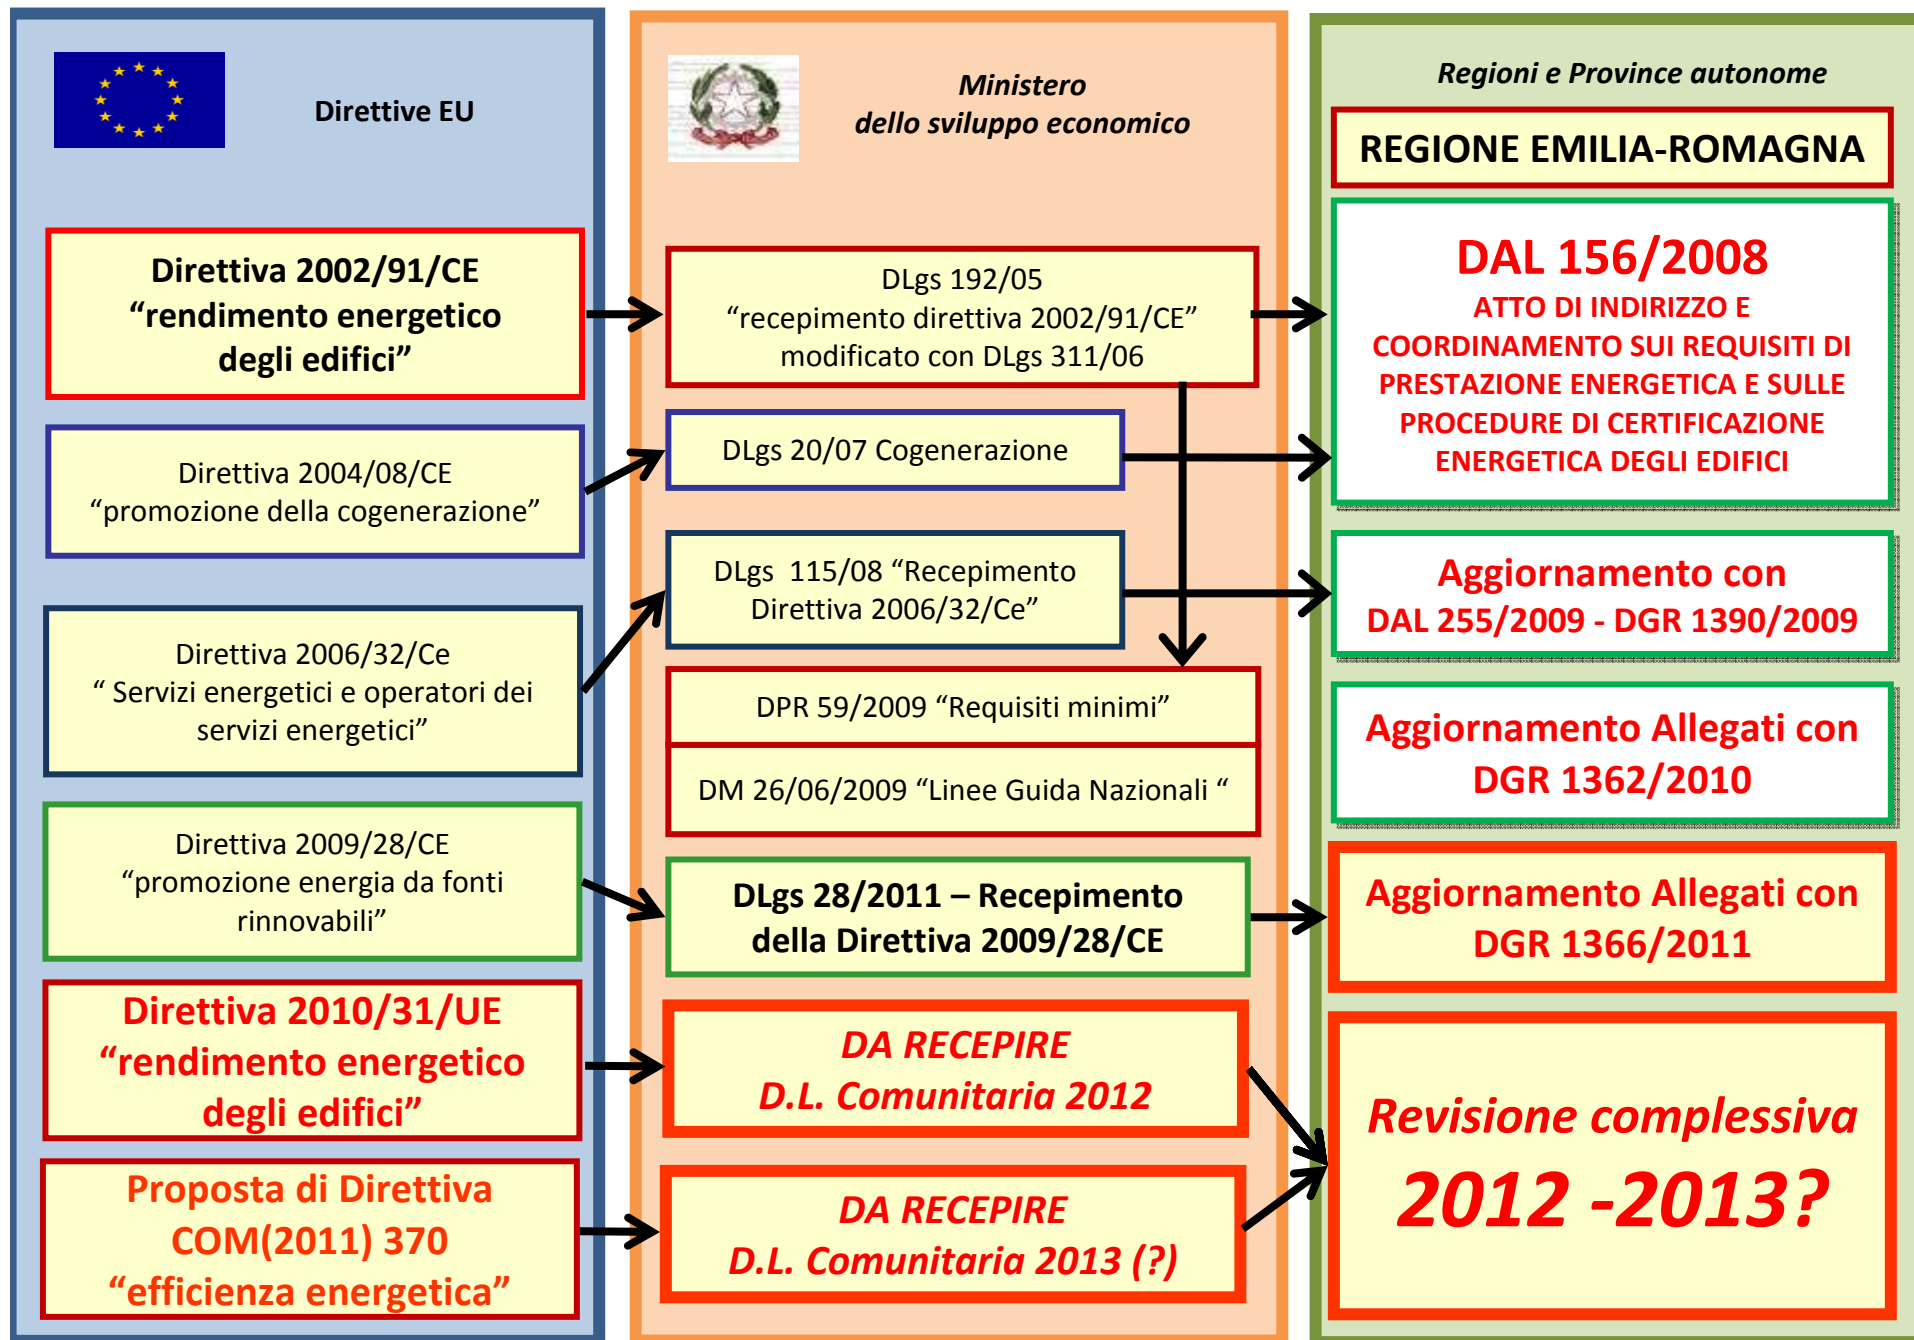 Direttive EU
Direttiva 2002/91/CE
“rendimento energetico
degli edifici”
Direttiva 2004/08/CE
“promozione della cogenerazione”
Direttiva 2006/32/Ce
“ Servizi energetici e operatori dei
servizi energetici”
Direttiva 2009/28/CE
“promozione energia da fonti
rinnovabili”
Direttiva 2010/31/UE
“rendimento energetico
degli edifici”
Proposta di Direttiva
COM(2011) 370
“efficienza energetica”
Ministero
dello sviluppo economico
DLgs 192/05
“recepimento direttiva 2002/91/CE”
modificato con DLgs 311/06
DLgs 20/07 Cogenerazione
DLgs 115/08 “Recepimento
Direttiva 2006/32/Ce”
DPR 59/2009 “Requisiti minimi”
DM 26/06/2009 “Linee Guida Nazionali “
DLgs 28/2011 – Recepimento
della Direttiva 2009/28/CE
DA RECEPIRE
D.L. Comunitaria 2012
DA RECEPIRE
D.L. Comunitaria 2013 (?)
Regioni e Province autonome
REGIONE EMILIA-ROMAGNA
DAL 156/2008
ATTO DI INDIRIZZO E
COORDINAMENTO SUI REQUISITI DI
PRESTAZIONE ENERGETICA E SULLE
PROCEDURE DI CERTIFICAZIONE
ENERGETICA DEGLI EDIFICI
Aggiornamento con
DAL 255/2009 - DGR 1390/2009
Aggiornamento Allegati con
DGR 1362/2010
Aggiornamento Allegati con
DGR 1366/2011
Revisione complessiva
2012 -2013?